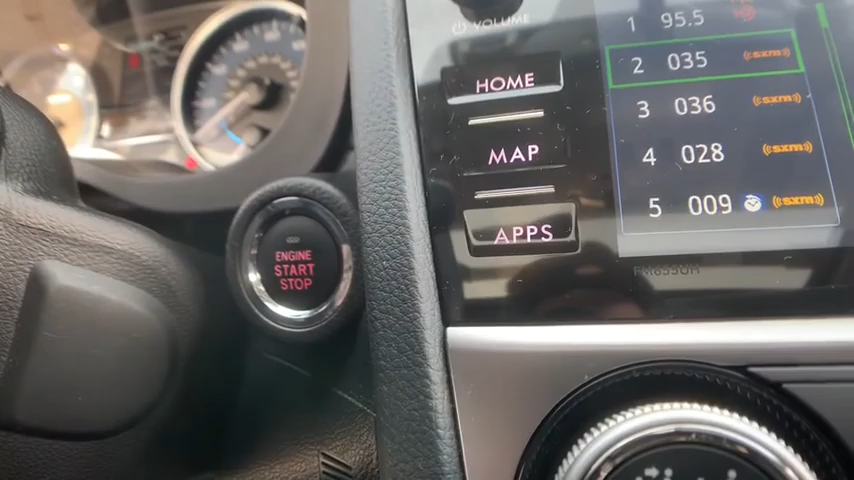 VOLUME
1 95.5
2 035 ((sxm))
3 036 ((sxm))
4 028 ((sxm))
5 009 ((sxm))
HOME
MAP
APPS
ENGINE
START
STOP